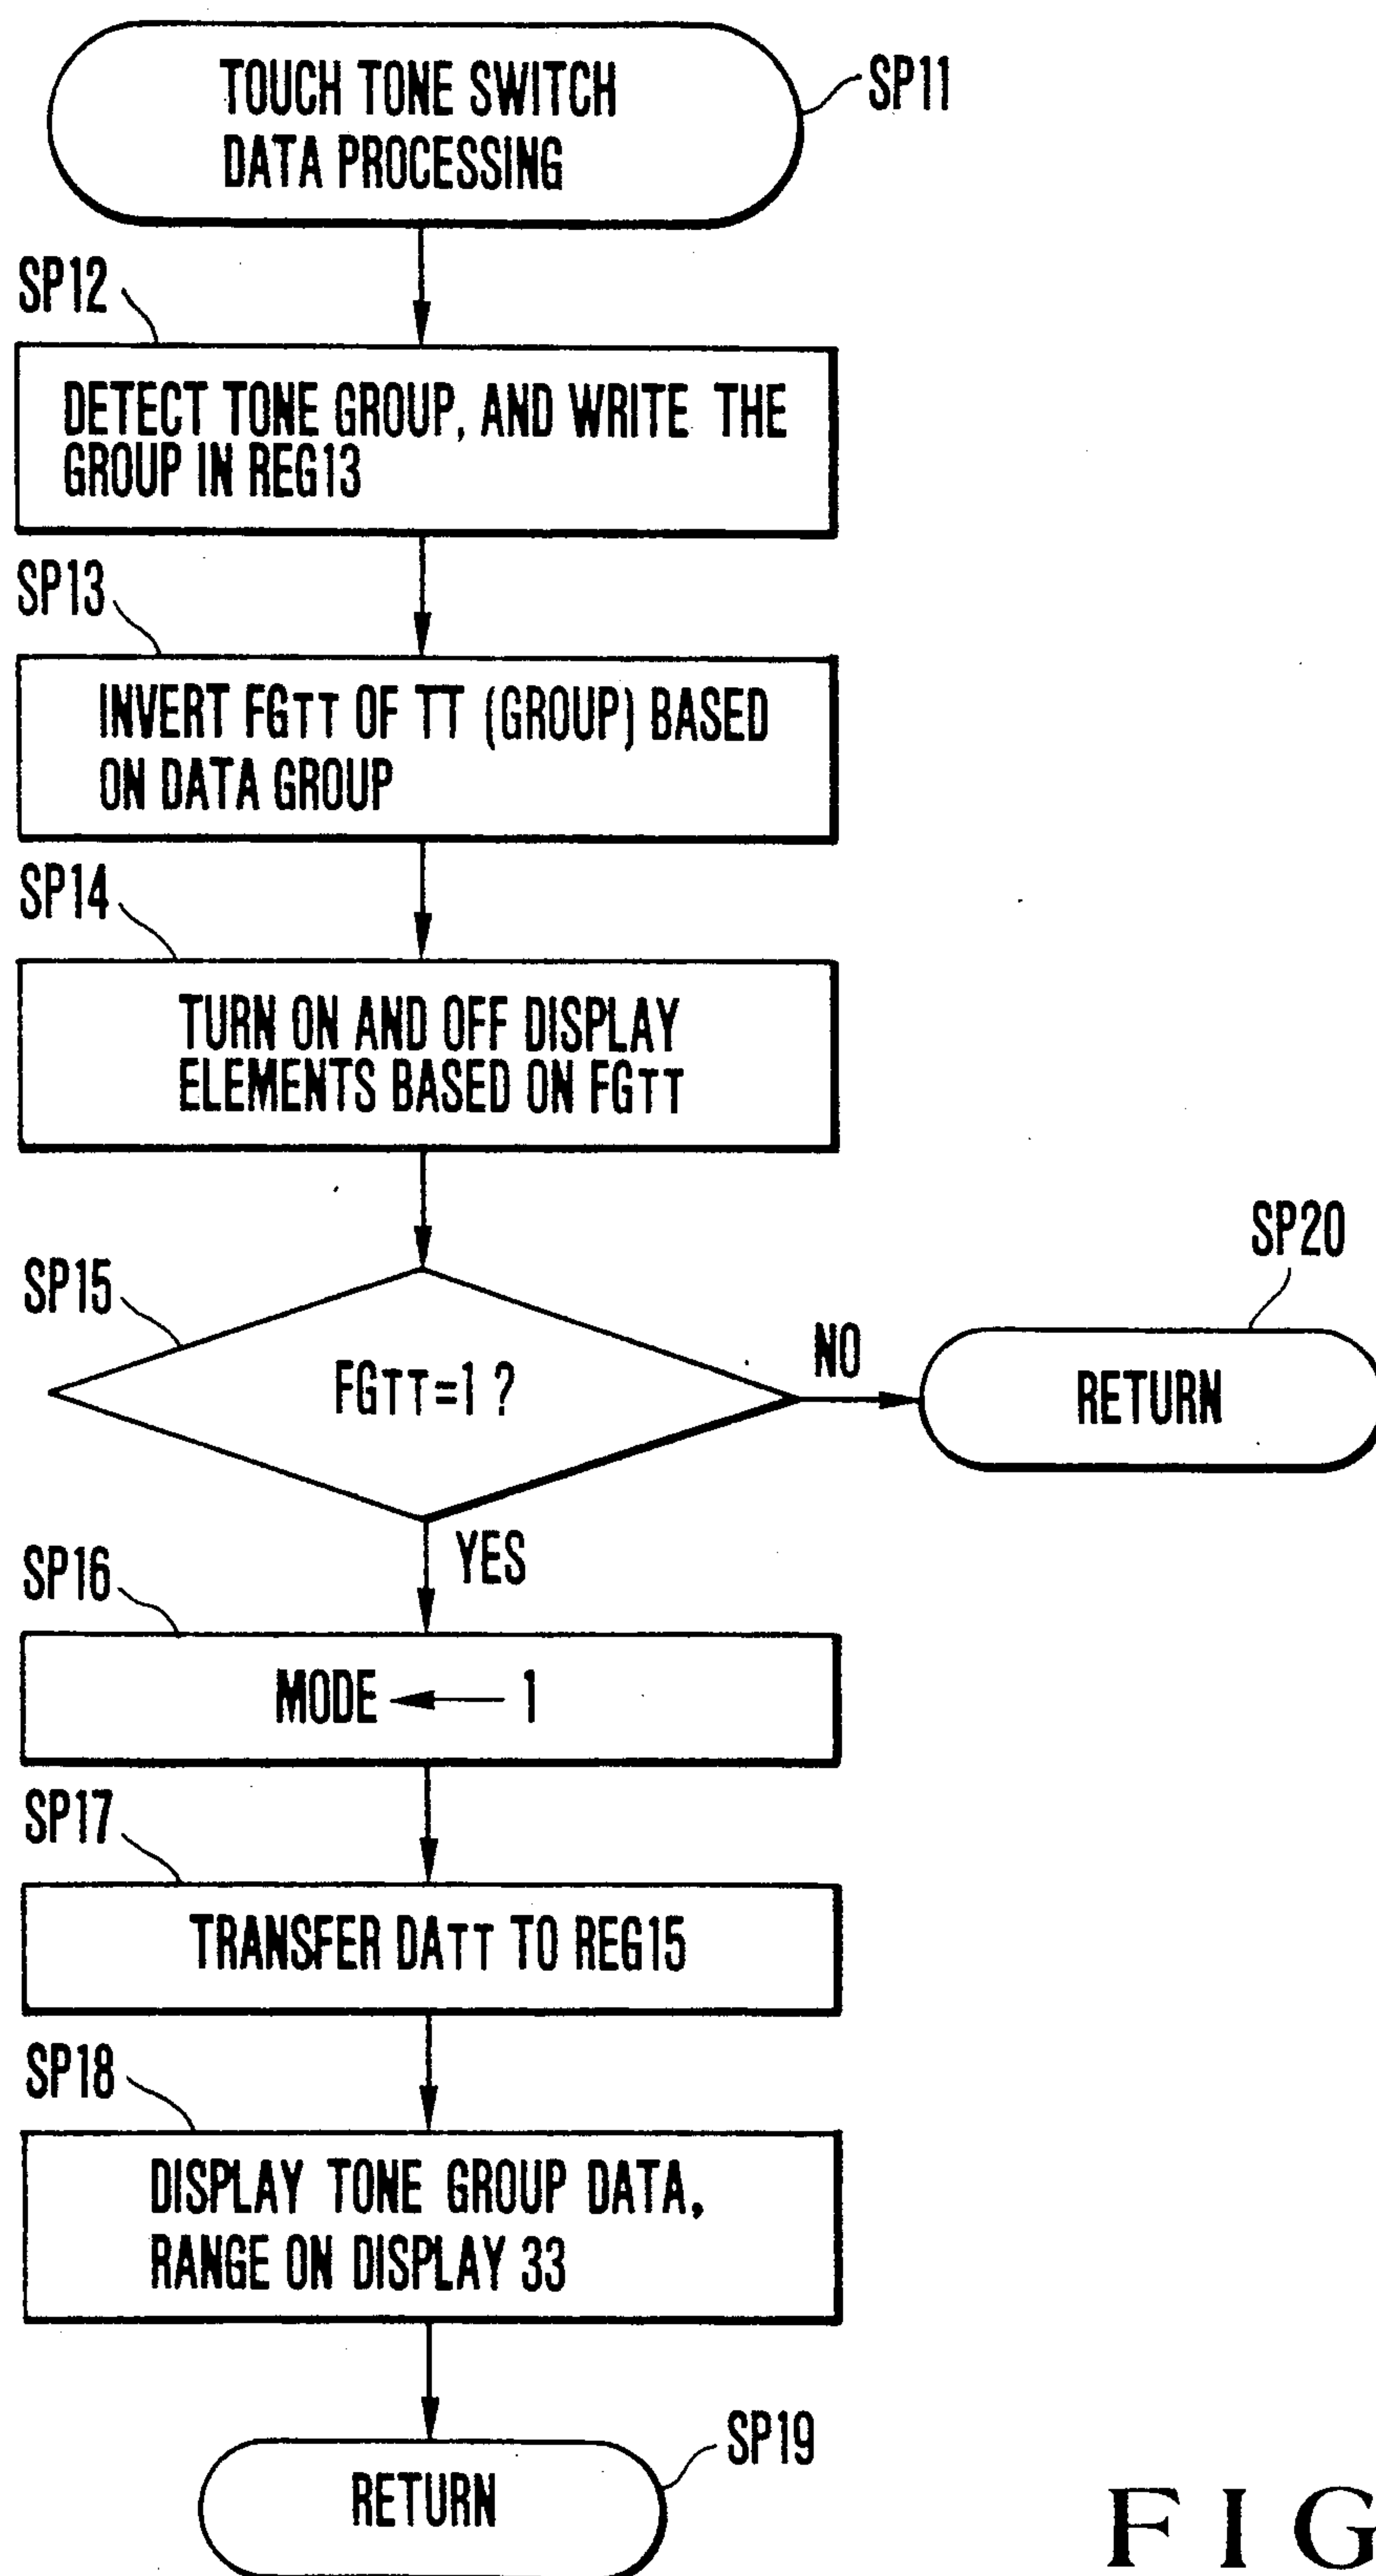 TOUCH TONE SWITCH
DATA PROCESSING
SP11
SP12
DETECT TONE GROUP, AND WRITE THE
GROUP IN REG13
SP13
INVERT FGTT OF TT (GROUP) BASED
ON DATA GROUP
SP14
TURN ON AND OFF DISPLAY
ELEMENTS BASED ON FGTT
SP15
FGTT=1 ?
NO
SP20
RETURN
YES
SP16
MODE ← 1
SP17
TRANSFER DATT TO REG15
SP18
DISPLAY TONE GROUP DATA,
RANGE ON DISPLAY 33
RETURN
SP19
FIG